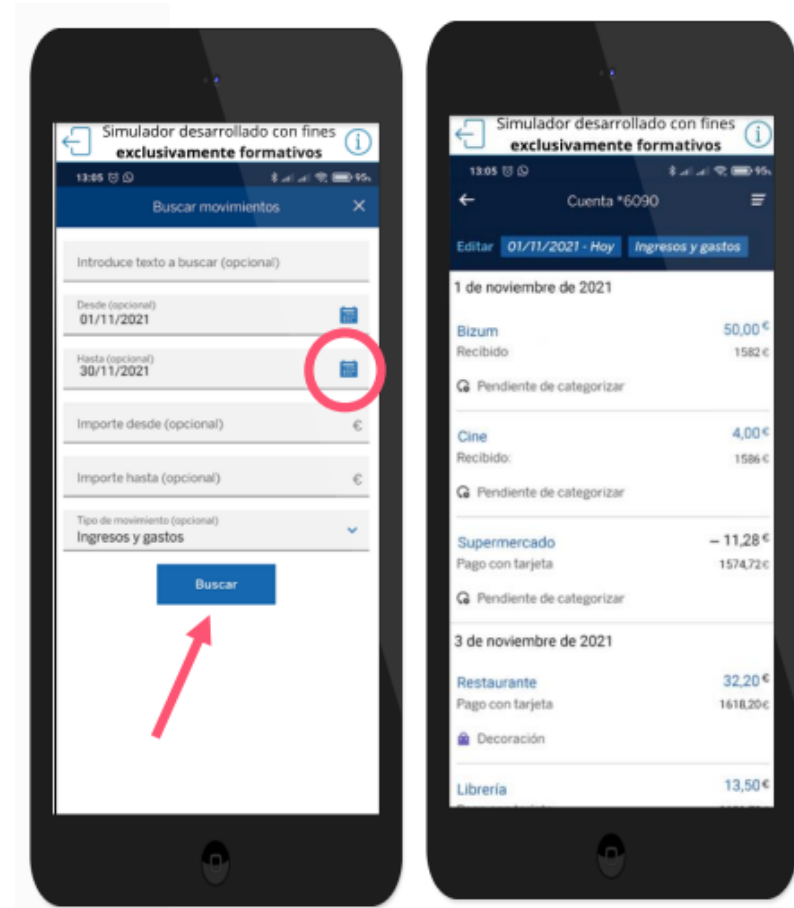 Simulador desarrollado con fines
exclusivamente formativos
13:05
95
Buscar movimientos
Introduce texto a buscar (opcional)
Desde (opcional)
01/11/2021
Hasta (opcional)
30/11/2021
Importe desde (opcional) €
Importe hasta (opcional) €
Tipo de movimiento (opcional)
Ingresos y gastos
Buscar
Simulador desarrollado con fines
exclusivamente formativos
13:05
95
Cuenta *6090
Editar 01/11/2021 - Hoy Ingresos y gastos
1 de noviembre de 2021
Bizum 50,00 €
Recibido 1582 €
Pendiente de categorizar
Cine 4,00 €
Recibido: 1586 €
Pendiente de categorizar
Supermercado – 11,28 €
Pago con tarjeta 1574,72 €
Pendiente de categorizar
3 de noviembre de 2021
Restaurante 32,20 €
Pago con tarjeta 1618,20 €
Decoración
Librería 13,50 €